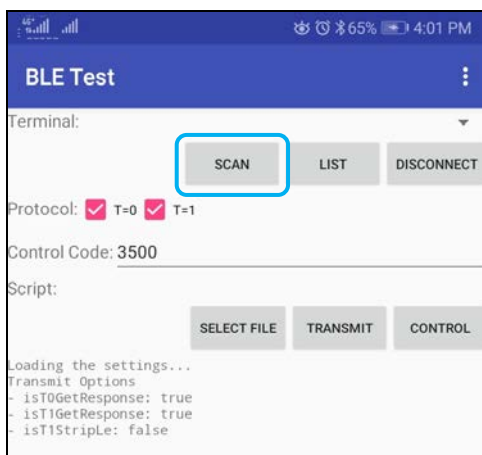 65% 4:01 PM
BLE Test
Terminal:
SCAN LIST DISCONNECT
Protocol: T=0 T=1
Control Code: 3500
Script:
SELECT FILE TRANSMIT CONTROL
Loading the settings...
Transmit Options
- isT0GetResponse: true
- isT1GetResponse: true
- isT1StripLe: false